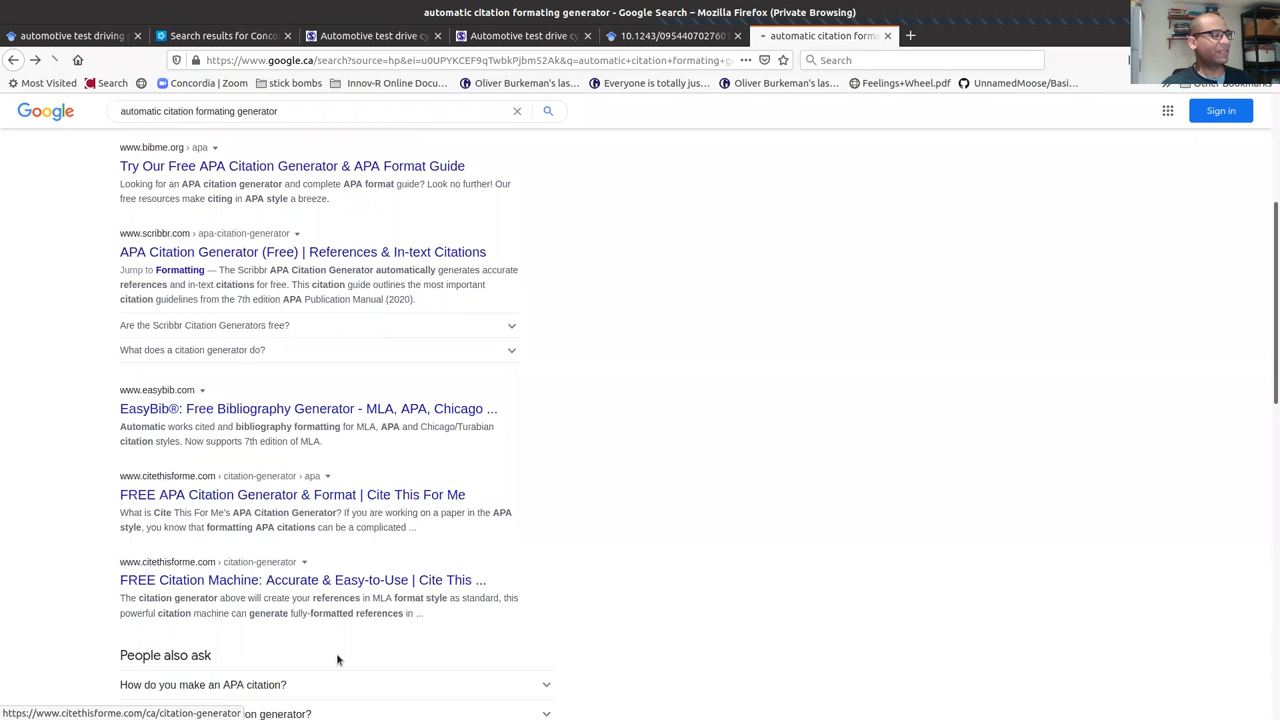 automatic citation formating generator - Google Search – Mozilla Firefox (Private Browsing)
automotive test driving
Search results for Conco
Automotive test drive cy
Automotive test drive cy
10.1243/0954407027607
automatic citation forma
https://www.google.ca/search?source=hp&ei=u0UPYKCEF9qTwbkPjbmS2Ak&q=automatic+citation+formating+g
Search
Most Visited
Search
Concordia | Zoom
stick bombs
Innov-R Online Docu…
Oliver Burkeman's las…
Everyone is totally jus…
Oliver Burkeman's las…
Feelings+Wheel.pdf
UnnamedMoose/Basi…
Other Bookmarks
Google
automatic citation formating generator
Sign in
www.bibme.org › apa
Try Our Free APA Citation Generator & APA Format Guide
Looking for an APA citation generator and complete APA format guide? Look no further! Our
free resources make citing in APA style a breeze.
www.scribbr.com › apa-citation-generator
APA Citation Generator (Free) | References & In-text Citations
Jump to Formatting — The Scribbr APA Citation Generator automatically generates accurate
references and in-text citations for free. This citation guide outlines the most important
citation guidelines from the 7th edition APA Publication Manual (2020).
Are the Scribbr Citation Generators free?
What does a citation generator do?
www.easybib.com
EasyBib®: Free Bibliography Generator - MLA, APA, Chicago ...
Automatic works cited and bibliography formatting for MLA, APA and Chicago/Turabian
citation styles. Now supports 7th edition of MLA.
www.citethisforme.com › citation-generator › apa
FREE APA Citation Generator & Format | Cite This For Me
What is Cite This For Me's APA Citation Generator? If you are working on a paper in the APA
style, you know that formatting APA citations can be a complicated ...
www.citethisforme.com › citation-generator
FREE Citation Machine: Accurate & Easy-to-Use | Cite This ...
The citation generator above will create your references in MLA format style as standard, this
powerful citation machine can generate fully-formatted references in ...
People also ask
How do you make an APA citation?
https://www.citethisforme.com/ca/citation-generator
on generator?